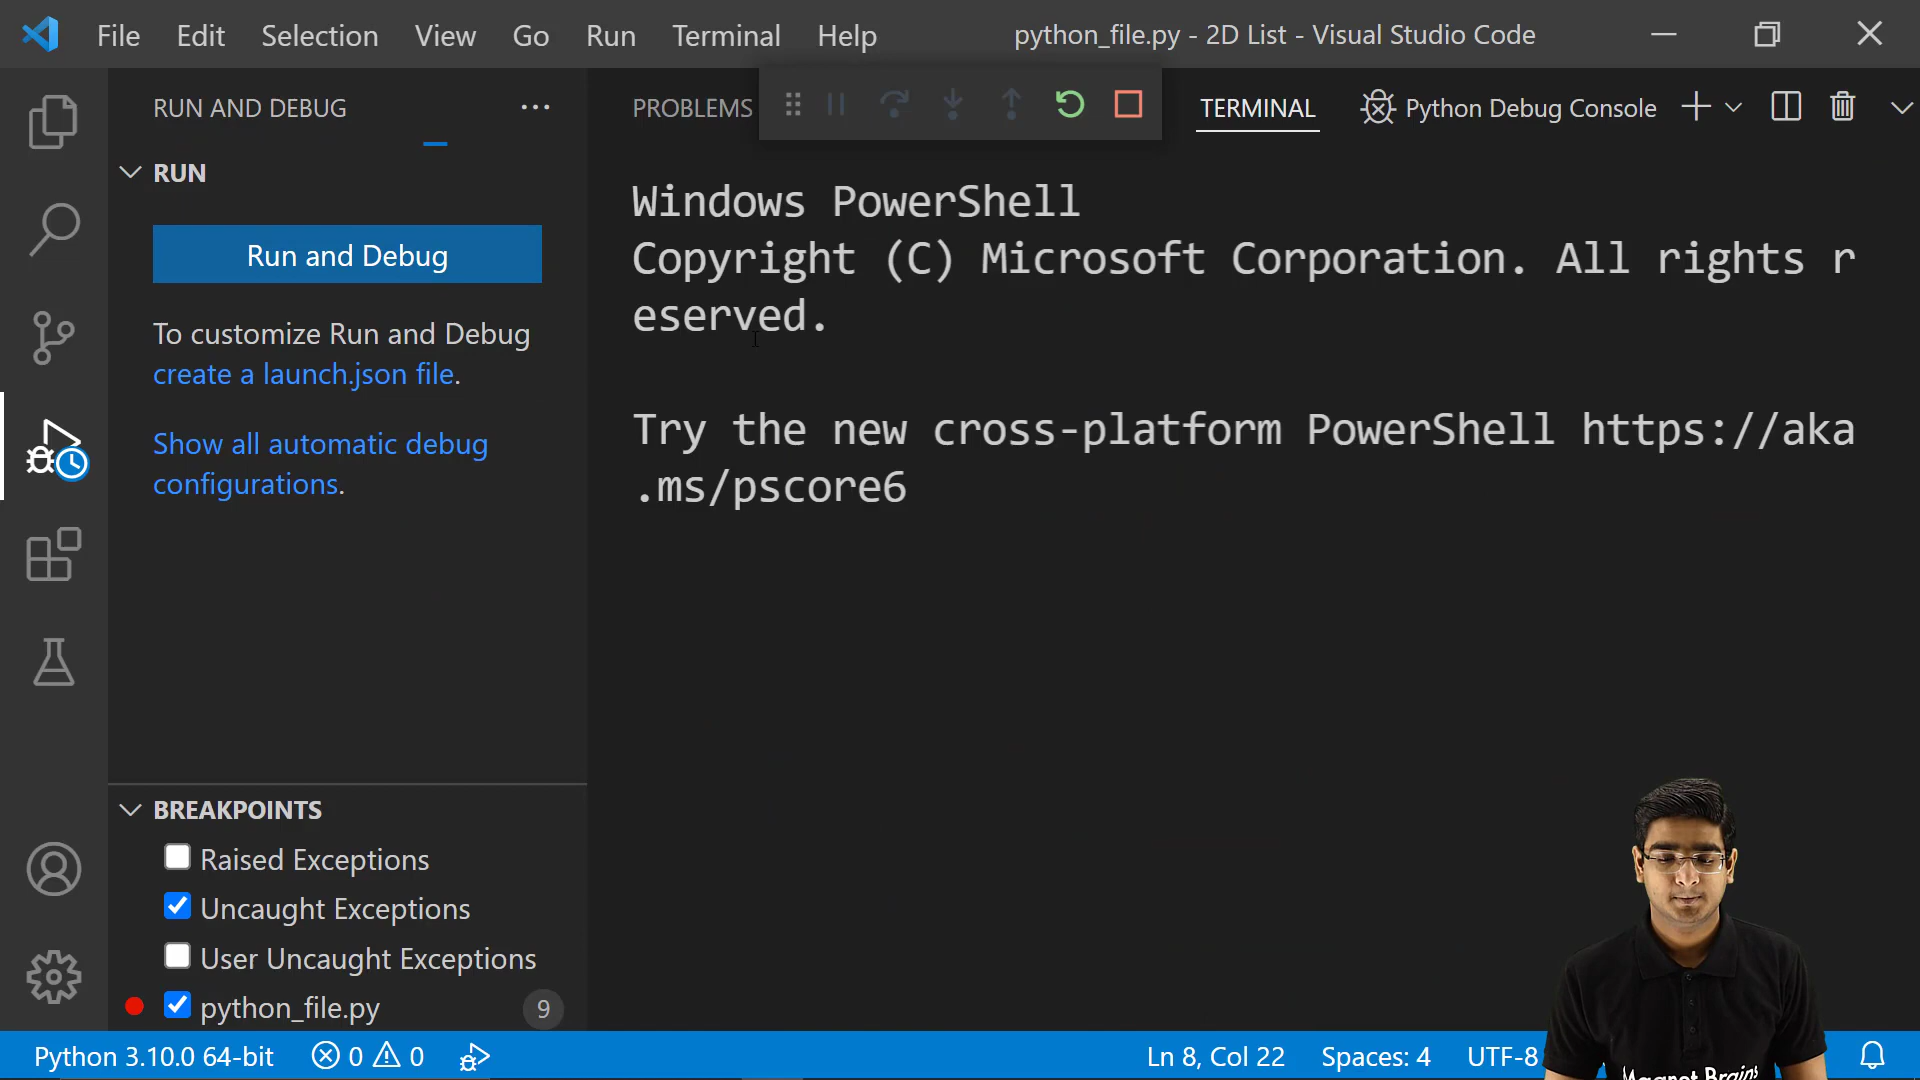 File Edit Selection View Go Run Terminal Help python_file.py - 2D List - Visual Studio Code
RUN AND DEBUG
PROBLEMS
TERMINAL
Python Debug Console
RUN
Run and Debug
To customize Run and Debug
create a launch.json file.
Show all automatic debug
configurations.
Windows PowerShell
Copyright (C) Microsoft Corporation. All rights r
eserved.
Try the new cross-platform PowerShell https://aka
.ms/pscore6
BREAKPOINTS
Raised Exceptions
Uncaught Exceptions
User Uncaught Exceptions
python_file.py 9
Python 3.10.0 64-bit 0 0 Ln 8, Col 22 Spaces: 4 UTF-8
Magnet Brains